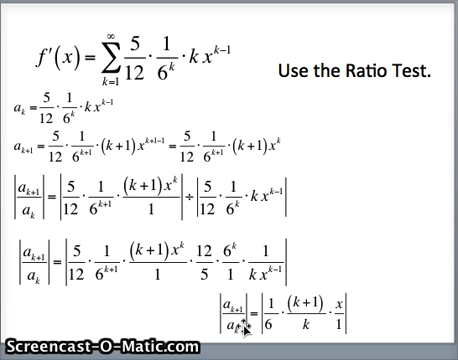 f'(x) = ∑_{k=1}^{∞} 5/12 · 1/6^k · k x^{k−1}
Use the Ratio Test.
a_k = 5/12 · 1/6^k · k x^{k−1}
a_{k+1} = 5/12 · 1/6^{k+1} · (k+1) x^{k+1−1} = 5/12 · 1/6^{k+1} · (k+1) x^k
|a_{k+1}/a_k| = |5/12 · 1/6^{k+1} · (k+1)x^k/1| ÷ |5/12 · 1/6^k · k x^{k−1}|
|a_{k+1}/a_k| = |5/12 · 1/6^{k+1} · (k+1)x^k/1 · 12/5 · 6^k/1 · 1/(k x^{k−1})|
|a_{k+1}/a_k| = |1/6 · (k+1)/k · x/1|
Screencast-O-Matic.com